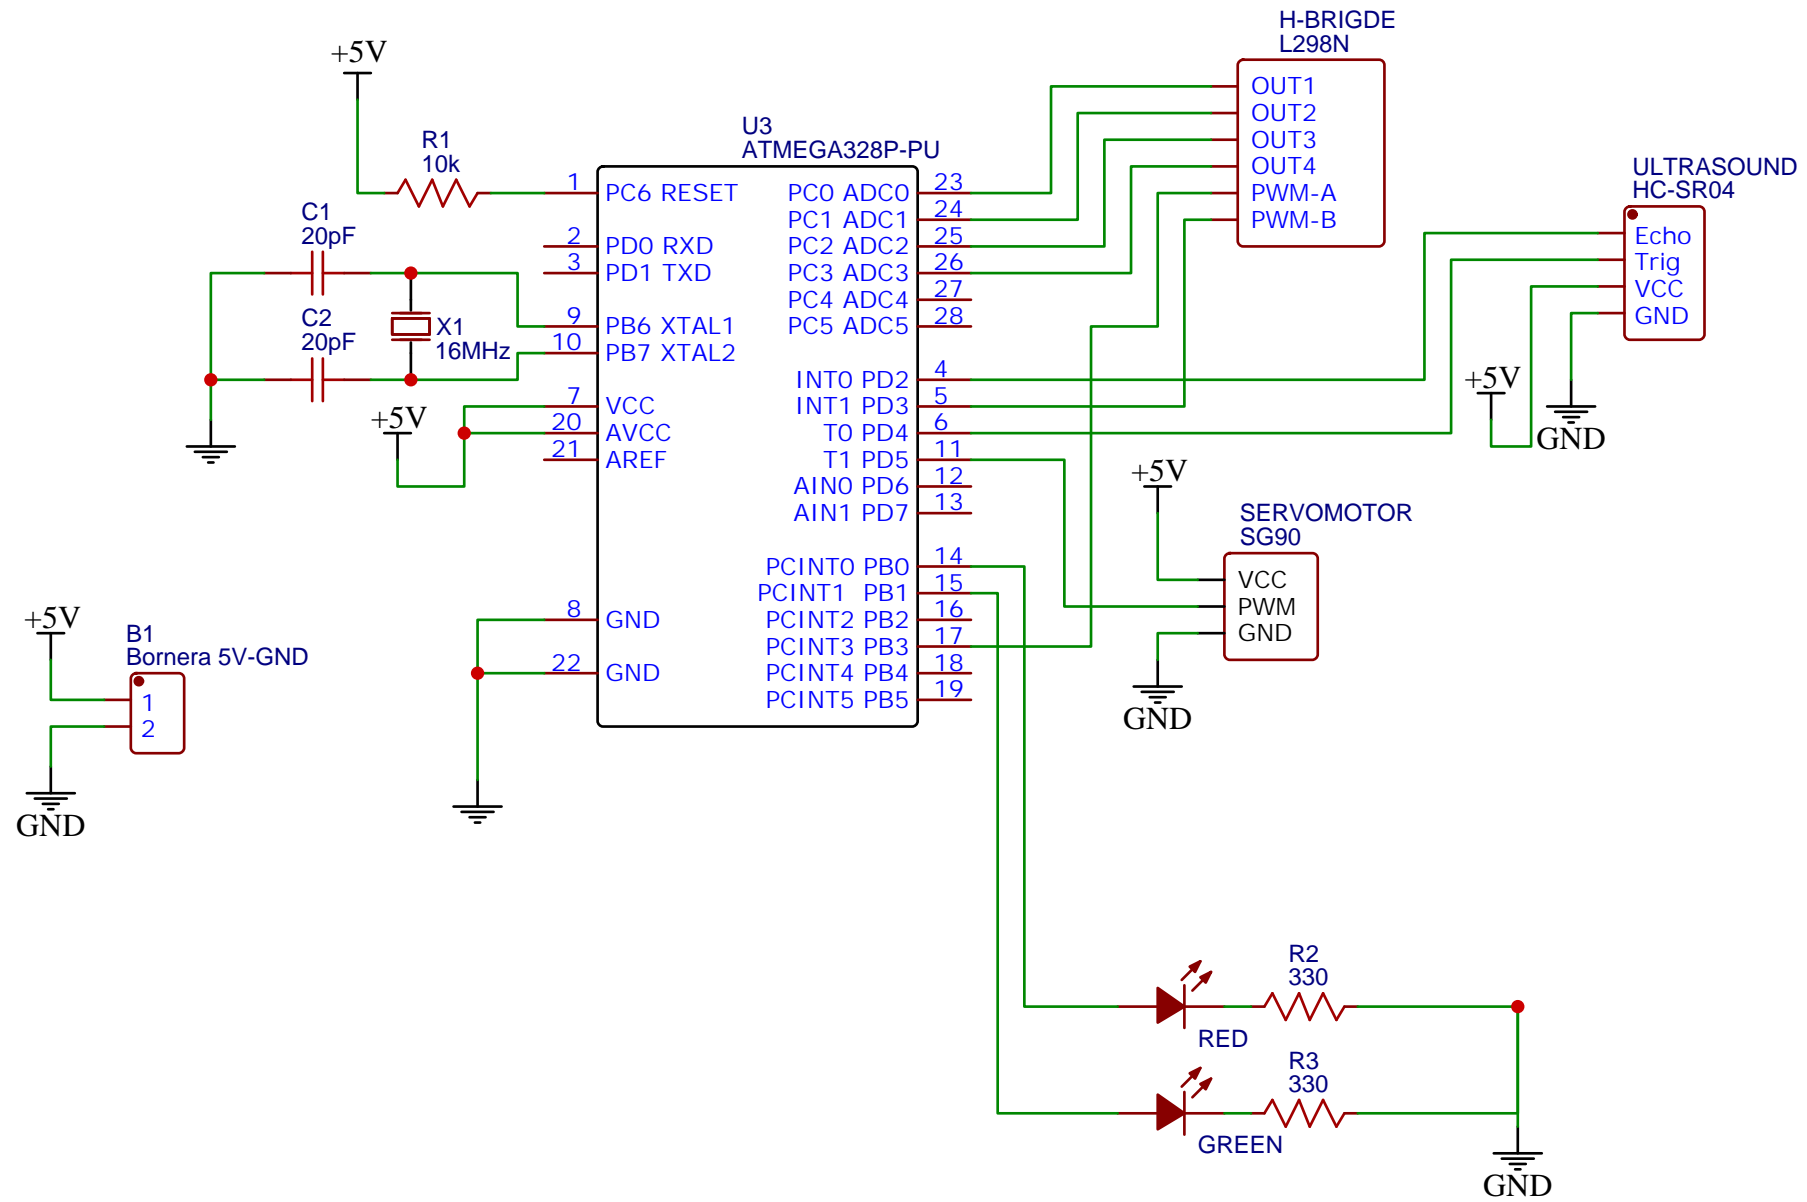 H-BRIGDE
L298N
OUT1
OUT2
OUT3
OUT4
PWM-A
PWM-B
+5V
R1
10k
U3
ATMEGA328P-PU
1
PC6 RESET
2
PD0 RXD
3
PD1 TXD
9
PB6 XTAL1
10
PB7 XTAL2
7
VCC
20
AVCC
21
AREF
8
GND
22
GND
PC0 ADC0
23
PC1 ADC1
24
PC2 ADC2
25
PC3 ADC3
26
PC4 ADC4
27
PC5 ADC5
28
INT0 PD2
4
INT1 PD3
5
T0 PD4
6
T1 PD5
11
AIN0 PD6
12
AIN1 PD7
13
PCINT0 PB0
14
PCINT1 PB1
15
PCINT2 PB2
16
PCINT3 PB3
17
PCINT4 PB4
18
PCINT5 PB5
19
C1
20pF
C2
20pF
X1
16MHz
+5V
ULTRASOUND
HC-SR04
Echo
Trig
VCC
GND
+5V
GND
+5V
SERVOMOTOR
SG90
VCC
PWM
GND
GND
+5V
B1
Bornera 5V-GND
1
2
GND
R2
330
RED
R3
330
GREEN
GND